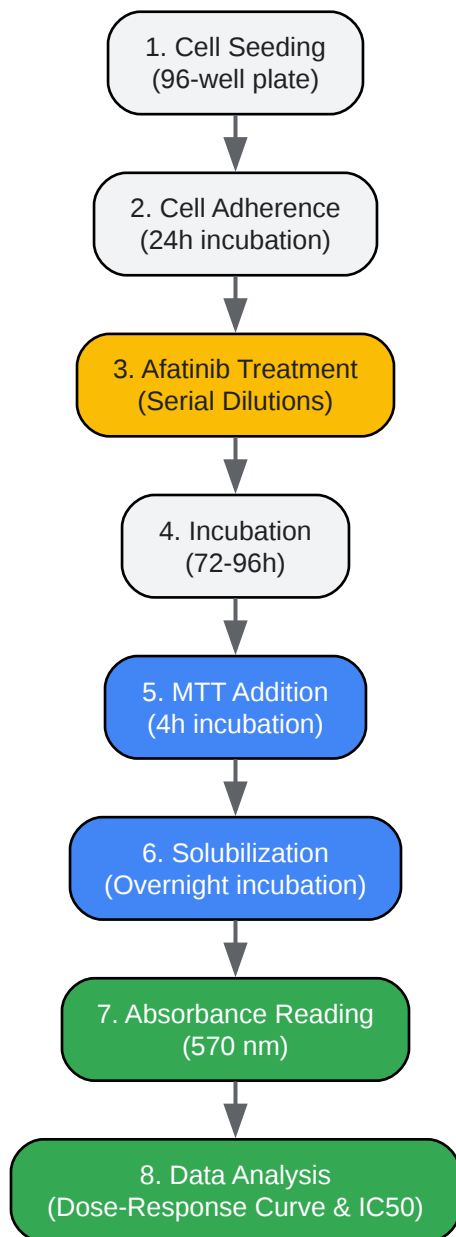 1. Cell Seeding
(96-well plate)
2. Cell Adherence
(24h incubation)
3. Afatinib Treatment
(Serial Dilutions)
4. Incubation
(72-96h)
5. MTT Addition
(4h incubation)
6. Solubilization
(Overnight incubation)
7. Absorbance Reading
(570 nm)
8. Data Analysis
(Dose-Response Curve & IC50)